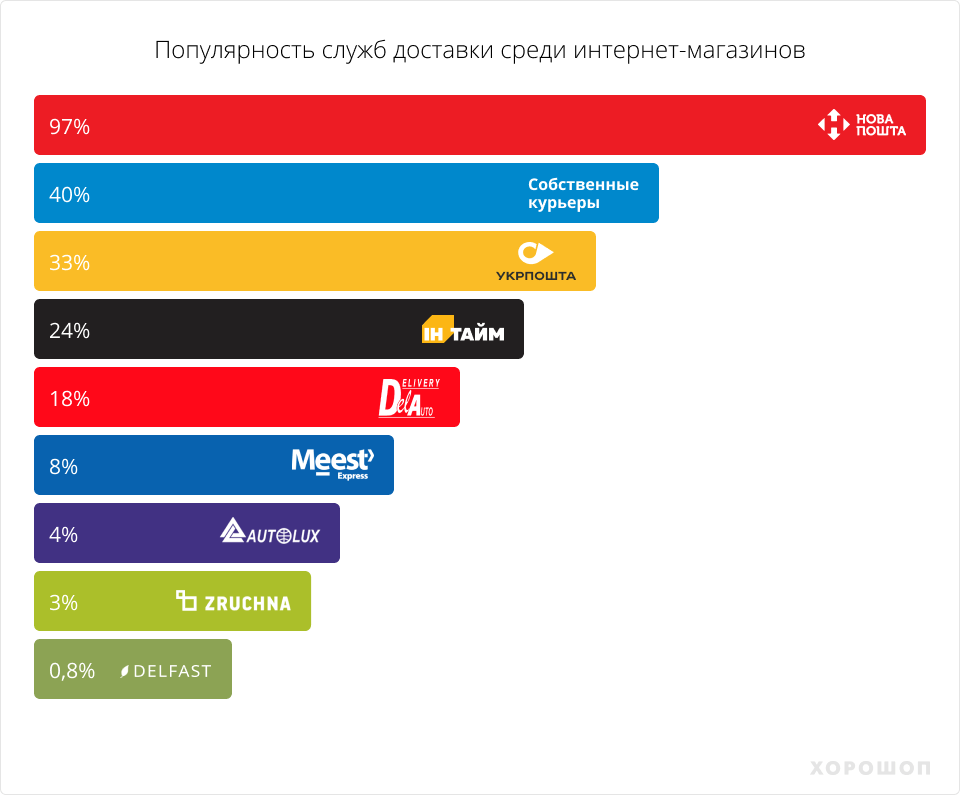 Популярность служб доставки среди интернет-магазинов
97%
НОВА
ПОШТА
40%
Собственные
курьеры
33%
УКРПОШТА
24%
ІН ТАЙМ
18%
DELIVERY
DelAuto
8%
Meest
Express
4%
AUTOLUX
3%
ZRUCHNA
0,8% DELFAST
ХОРОШОП